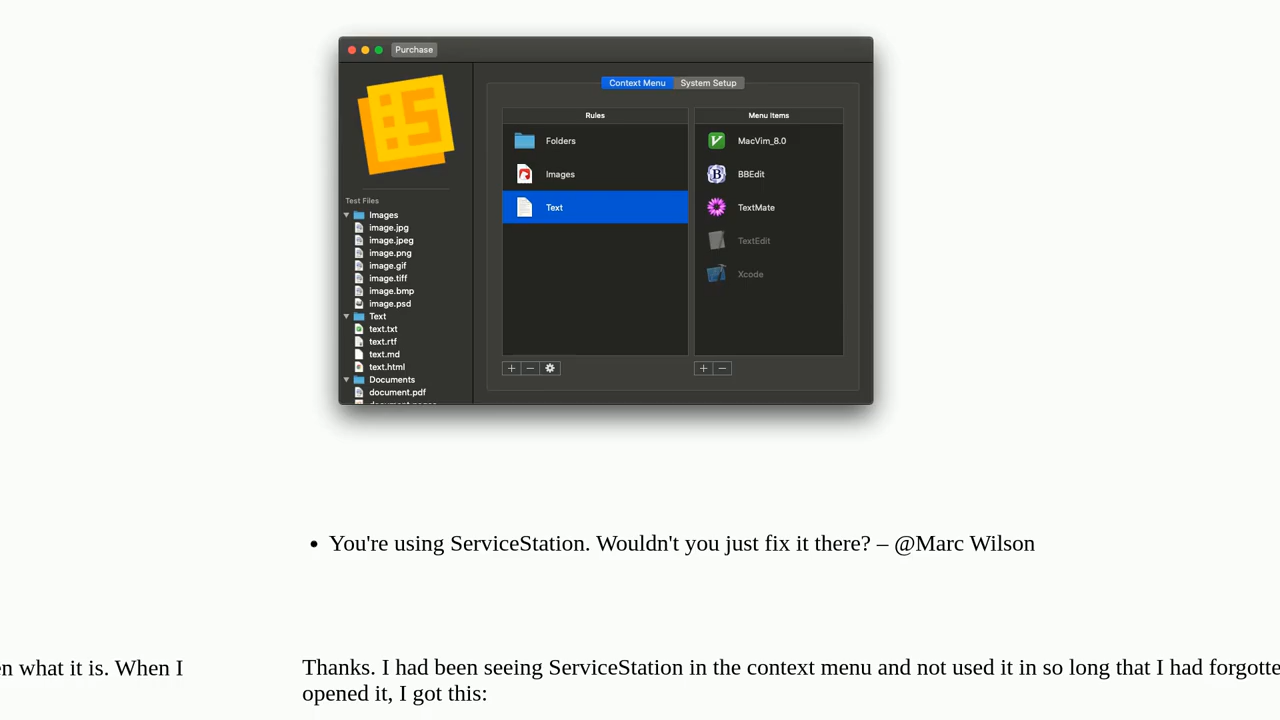 Purchase
Context Menu System Setup
Rules
Folders
Images
Text
Menu Items
MacVim_8.0
BBEdit
TextMate
TextEdit
Xcode
Test Files
Images
image.jpg
image.jpeg
image.png
image.gif
image.tiff
image.bmp
image.psd
Text
text.txt
text.rtf
text.md
text.html
Documents
document.pdf
• You're using ServiceStation. Wouldn't you just fix it there? – @Marc Wilson
Thanks. I had been seeing ServiceStation in the context menu and not used it in so long that I had forgotte
n what it is. When I
opened it, I got this: